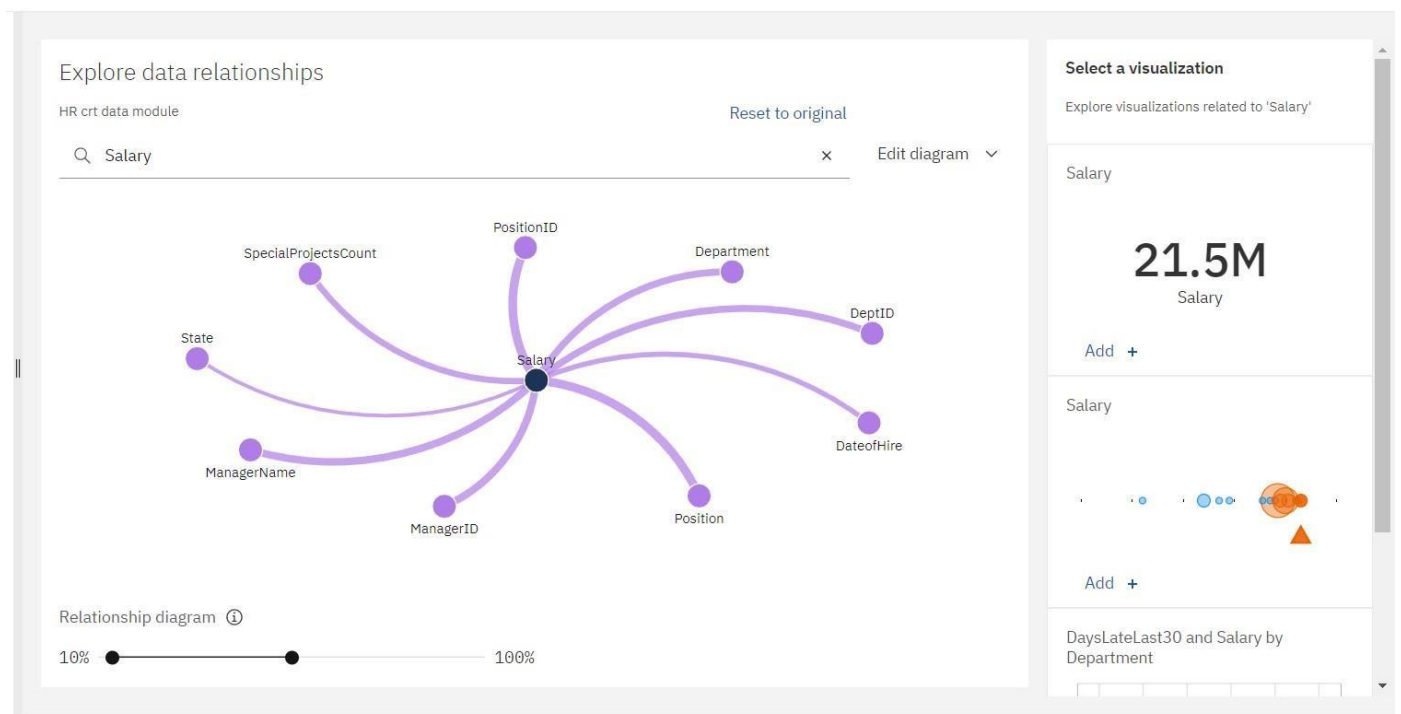 Explore data relationships
HR crt data module
Reset to original
Salary
Edit diagram
PositionID
SpecialProjectsCount
Department
DeptID
State
Salary
DateofHire
ManagerName
ManagerID
Position
Relationship diagram
10%
100%
Select a visualization
Explore visualizations related to 'Salary'
Salary
21.5M
Salary
Add +
Salary
Add +
DaysLateLast30 and Salary by
Department